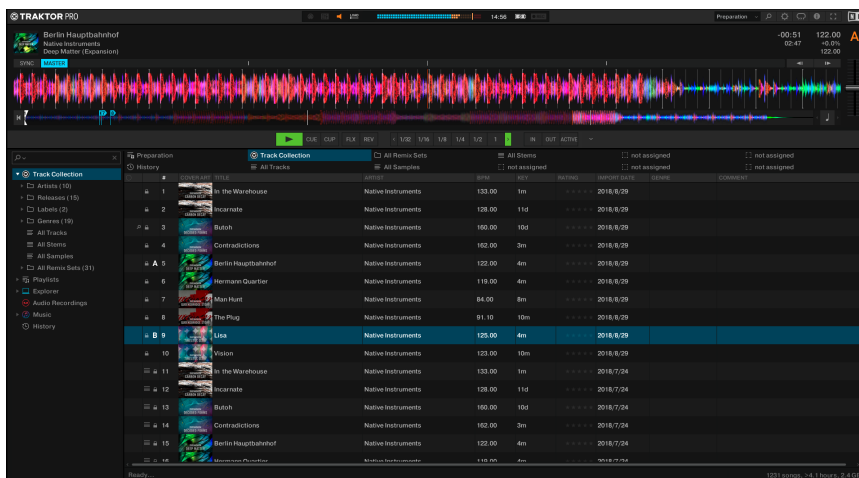 TRAKTOR PRO 14:56 Preparation
Berlin Hauptbahnhof -00:51 122.00 A
Native Instruments 02:47 +0.0%
Deep Matter (Expansion) 122.00
SYNC MASTER
CUE CUP FLX REV 1/32 1/16 1/8 1/4 1/2 1 IN OUT ACTIVE
Preparation Track Collection All Remix Sets All Stems not assigned not assigned
History All Tracks All Samples not assigned not assigned not assigned
Track Collection
Artists (10)
Releases (15)
Labels (2)
Genres (19)
All Tracks
All Stems
All Samples
All Remix Sets (31)
Playlists
Explorer
Audio Recordings
Music
History
# COVER ART TITLE ARTIST BPM KEY RATING IMPORT DATE GENRE COMMENT
1 In the Warehouse Native Instruments 133.00 1m 2018/8/29
2 Incarnate Native Instruments 128.00 11d 2018/8/29
3 Butoh Native Instruments 160.00 10d 2018/8/29
4 Contradictions Native Instruments 162.00 3m 2018/8/29
A 5 Berlin Hauptbahnhof Native Instruments 122.00 4m 2018/8/29
6 Hermann Quartier Native Instruments 119.00 4m 2018/8/29
7 Man Hunt Native Instruments 84.00 8m 2018/8/29
8 The Plug Native Instruments 91.10 10m 2018/8/29
B 9 Lisa Native Instruments 125.00 4m 2018/8/29
10 Vision Native Instruments 123.00 10m 2018/8/29
11 In the Warehouse Native Instruments 133.00 1m 2018/7/24
12 Incarnate Native Instruments 128.00 11d 2018/7/24
13 Butoh Native Instruments 160.00 10d 2018/7/24
14 Contradictions Native Instruments 162.00 3m 2018/7/24
15 Berlin Hauptbahnhof Native Instruments 122.00 4m 2018/7/24
16 Hermann Quartier Native Instruments 119.00 4m 2018/7/24
Ready... 1231 songs, >4.1 hours, 2.4 G